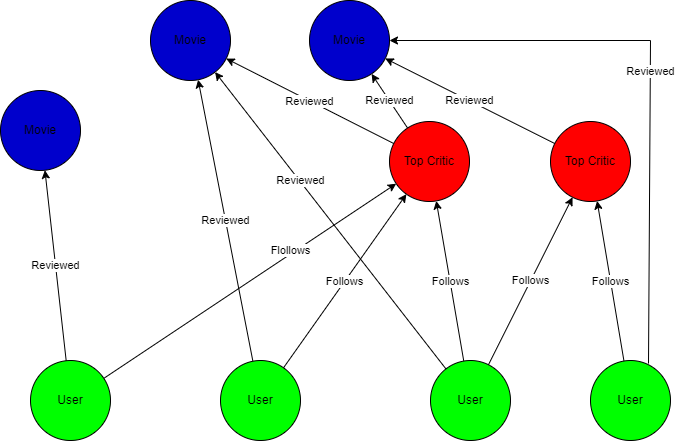 Movie
Movie
Reviewed
Reviewed
Reviewed
Reviewed
Movie
Top Critic
Top Critic
Reviewed
Reviewed
Flollows
Reviewed
Follows
Follows
Follows
Follows
User
User
User
User